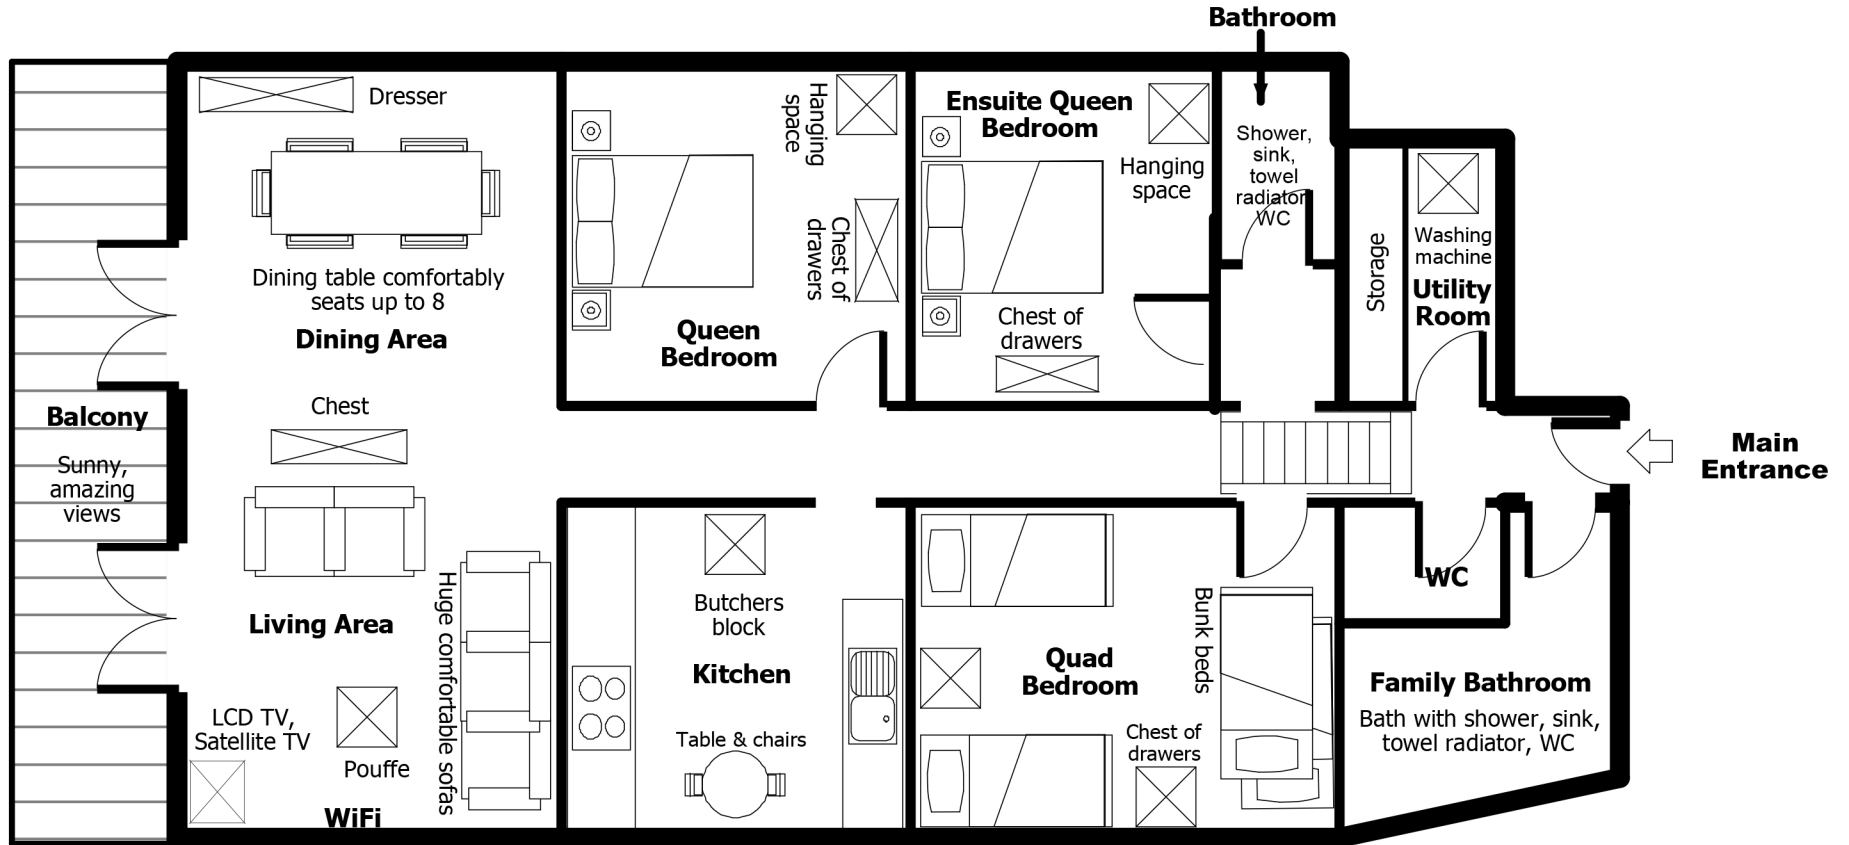 Bathroom
Dresser
Dining table comfortably
seats up to 8
Dining Area
Chest
Hanging
space
Chest of
drawers
Queen
Bedroom
Ensuite Queen
Bedroom
Hanging
space
Chest of
drawers
Shower,
sink,
towel
radiator,
WC
Storage
Washing
machine
Utility
Room
Balcony
Sunny,
amazing
views
Main
Entrance
Living Area
Huge comfortable sofas
LCD TV,
Satellite TV
Pouffe
WiFi
Butchers
block
Kitchen
Table & chairs
Quad
Bedroom
Bunk beds
Chest of
drawers
WC
Family Bathroom
Bath with shower, sink,
towel radiator, WC